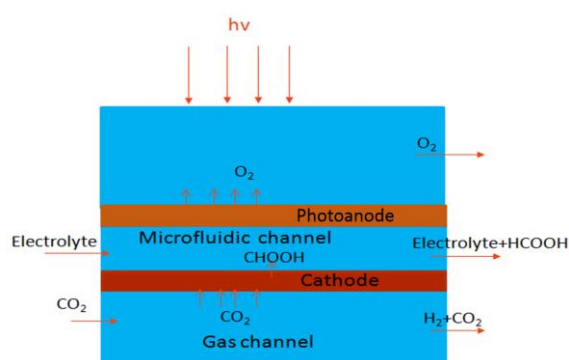 hv
O₂
O₂
Photoanode
Electrolyte
Microfluidic channel
Electrolyte+HCOOH
CHOOH
Cathode
CO₂
CO₂
H₂+CO₂
Gas channel